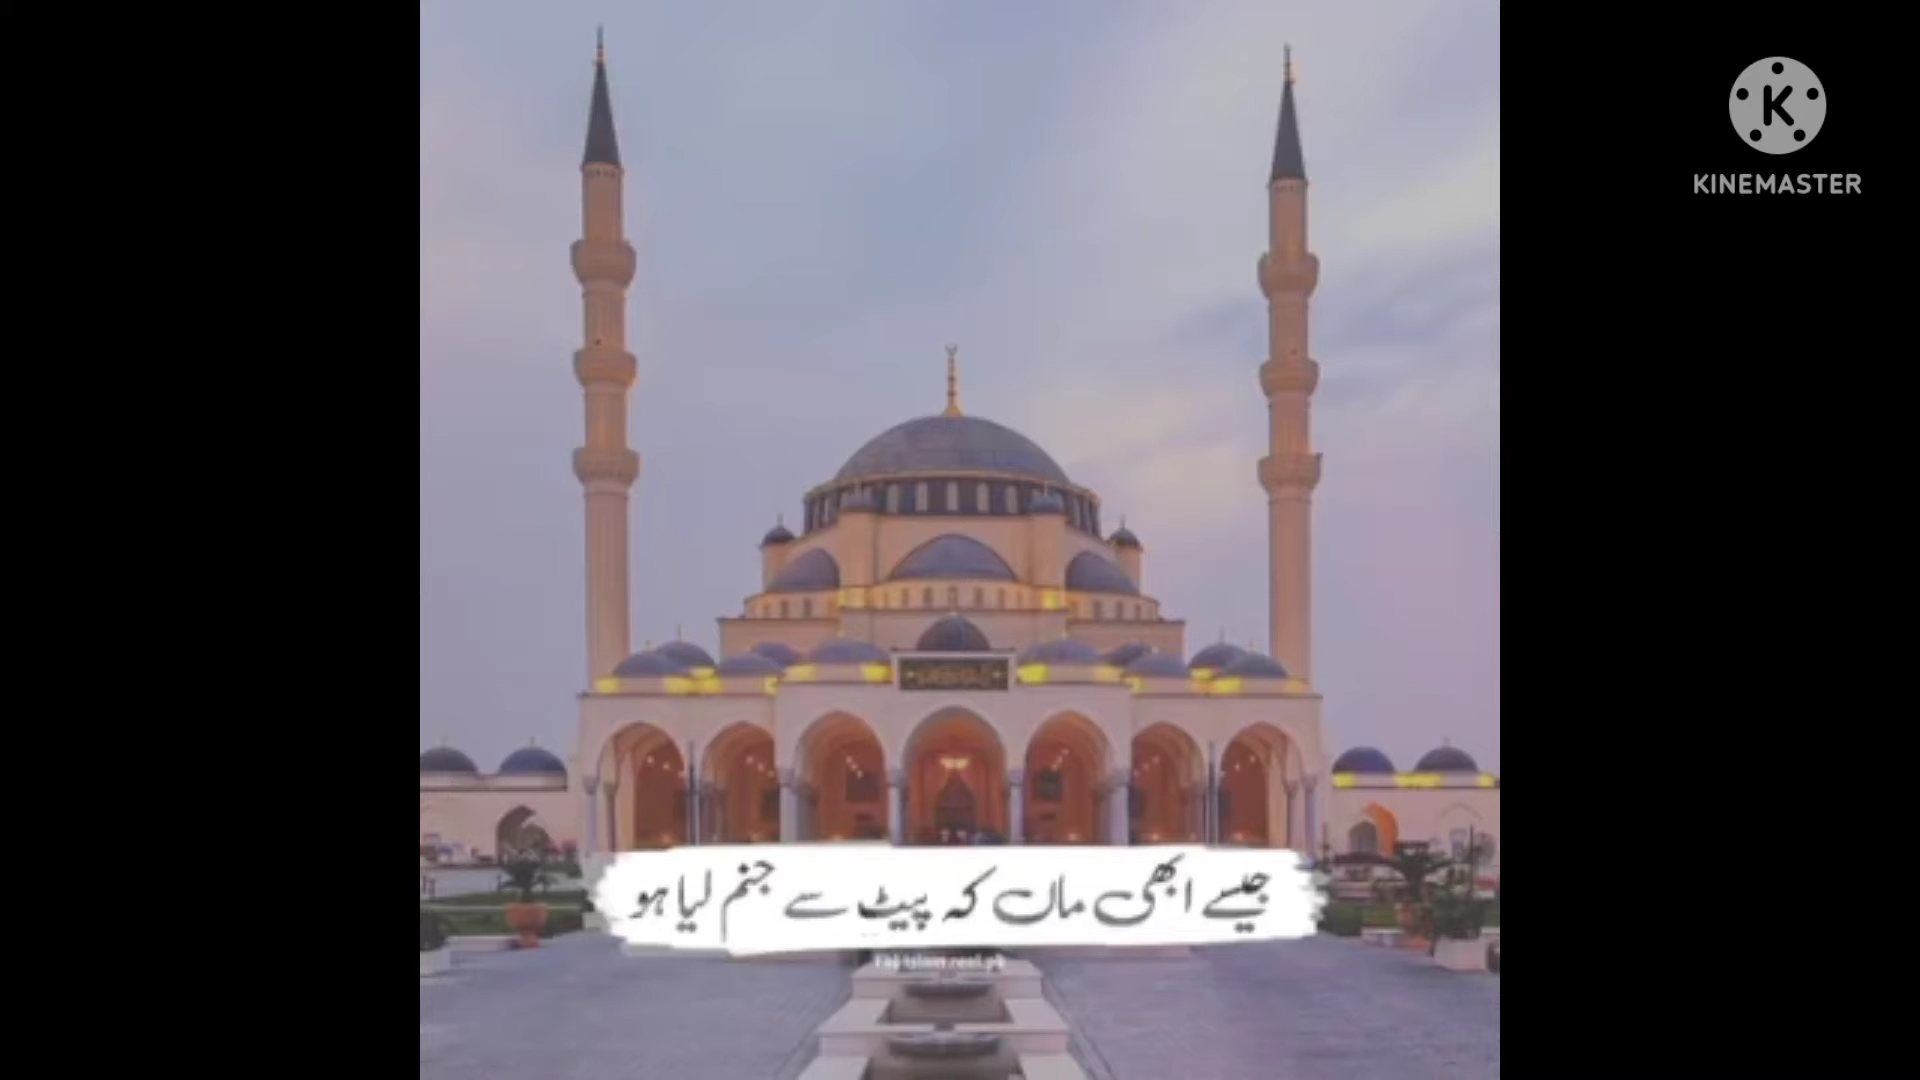 KINEMASTER
جیسے ابھی ماں کہ پیٹ سے جنم لیا ہو